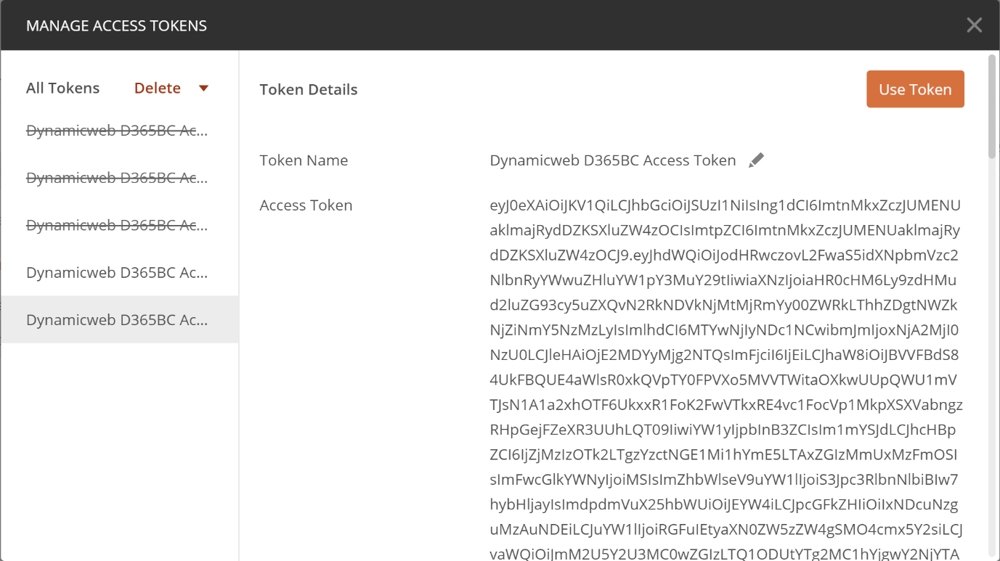 MANAGE ACCESS TOKENS
All Tokens
Delete
Dynamicweb D365BC Ac...
Dynamicweb D365BC Ac...
Dynamicweb D365BC Ac...
Dynamicweb D365BC Ac...
Dynamicweb D365BC Ac...
Token Details
Use Token
Token Name
Dynamicweb D365BC Access Token
Access Token
eyJ0eXAiOiJKV1QiLCJhbGciOiJSUzI1NiIsIng1dCI6ImtnMkxZczJUMENU
aklmajRydDZKSXluZW4zOCIsImtpZCI6ImtnMkxZczJUMENUaklmajRy
dDZKSXluZW4zOCJ9.eyJhdWQiOiJodHRwczovL2FwaS5idXNpbmVzc2
NlbnRyYWwuZHluYW1pY3MuY29tIiwiaXNzIjoiaHR0cHM6Ly9zdHMu
d2luZG93cy5uZXQvN2RkNDVkNjMtMjRmYy00ZWRkLThhZDgtNWZk
NjZiNmY5NzMzLyIsImlhdCI6MTYwNjIyNDc1NCwibmJmIjoxNjA2MjI0
NzU0LCJleHAiOjE2MDYyMjg2NTQsImFjciI6IjEiLCJhaW8iOiJBVVFBdS8
4UkFBQUE4aWlsR0xkQVpTY0FPVXo5MVVTWitaOXkwUUpQWU1mV
TJsN1A1a2xhOTF6UkxxR1FoK2FwVTkxRE4vc1FocVp1MkpXSXVabngz
RHpGejFZeXR3UUhLQT09IiwiYW1yIjpbInB3ZCIsIm1mYSJdLCJhcHBp
ZCI6IjZjMzIzOTk2LTgzYzctNGE1Mi1hYmE5LTAxZGIzMmUxMzFmOSI
sImFwcGlkYWNyIjoiMSIsImZhbWlseV9uYW1lIjoiS3Jpc3RlbnNlbiBIw7
hybHljayIsImdpdmVuX25hbWUiOiJEYW4iLCJpcGFkZHIiOiIxNDcuNzg
uMzAuNDEiLCJuYW1lIjoiRGFuIEtyaXN0ZW5zZW4gSMO4cmx5Y2siLCJ
vaWQiOiJmM2U5Y2U3MC0wZGIzLTQ1ODUtYTg2MC1hYjgwY2NjYTA